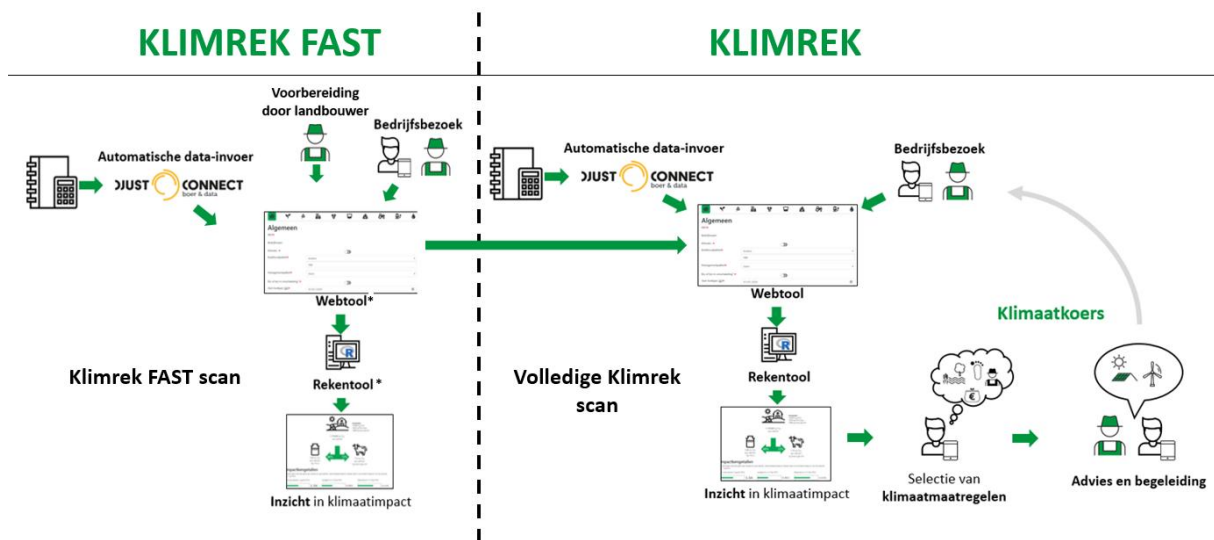 KLIMREK FAST
Voorbereiding
door landbouwer
Bedrijfsbezoek
Automatische data-invoer
DJUST CONNECT
boer & data
Algemeen
Webtool*
Klimrek FAST scan
Rekentool *
Inzicht in klimaatimpact
KLIMREK
Automatische data-invoer
DJUST CONNECT
boer & data
Bedrijfsbezoek
Algemeen
Webtool
Klimaatkoers
R
Volledige Klimrek
scan
Rekentool
€
Inzicht in klimaatimpact
Selectie van
klimaatmaatregelen
Advies en begeleiding